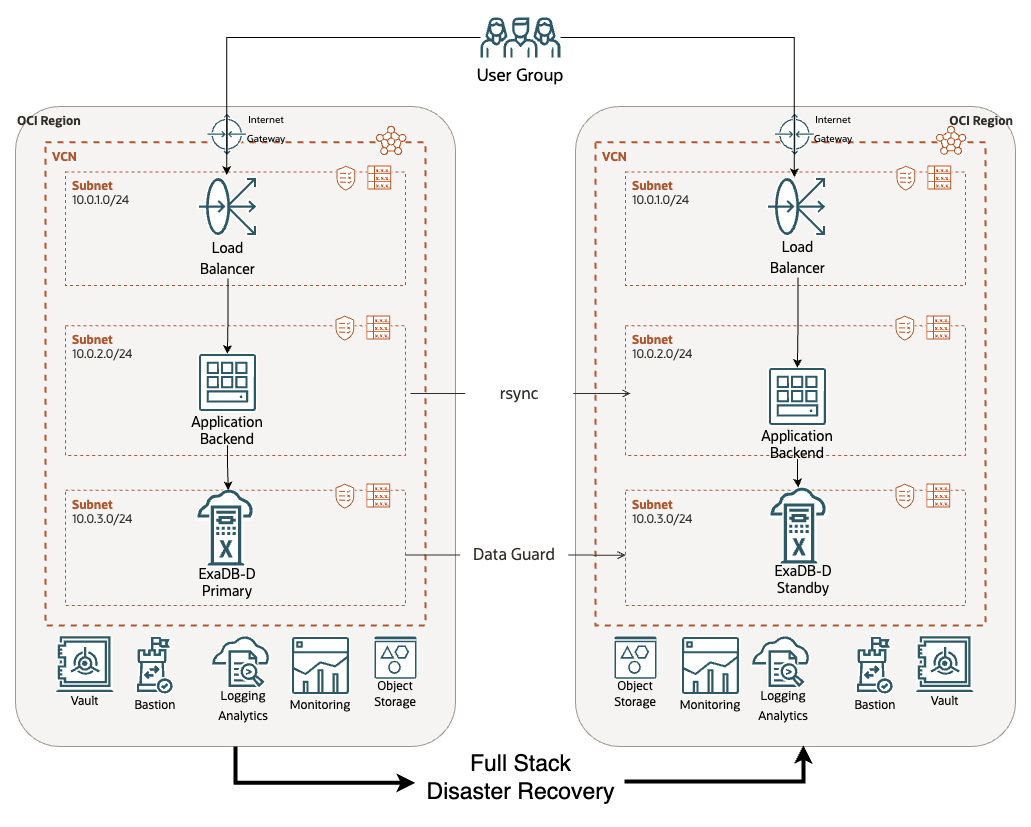 User Group
OCI Region
Internet
Gateway
VCN
Subnet
10.0.1.0/24
Load
Balancer
Subnet
10.0.2.0/24
Application
Backend
Subnet
10.0.3.0/24
X
ExaDB-D
Primary
Vault
Bastion
Logging
Analytics
Monitoring
Object
Storage
rsync
Data Guard
OCI Region
Internet
Gateway
VCN
Subnet
10.0.1.0/24
Load
Balancer
Subnet
10.0.2.0/24
Application
Backend
Subnet
10.0.3.0/24
X
ExaDB-D
Standby
Object
Storage
Monitoring
Logging
Analytics
Bastion
Vault
Full Stack
Disaster Recovery